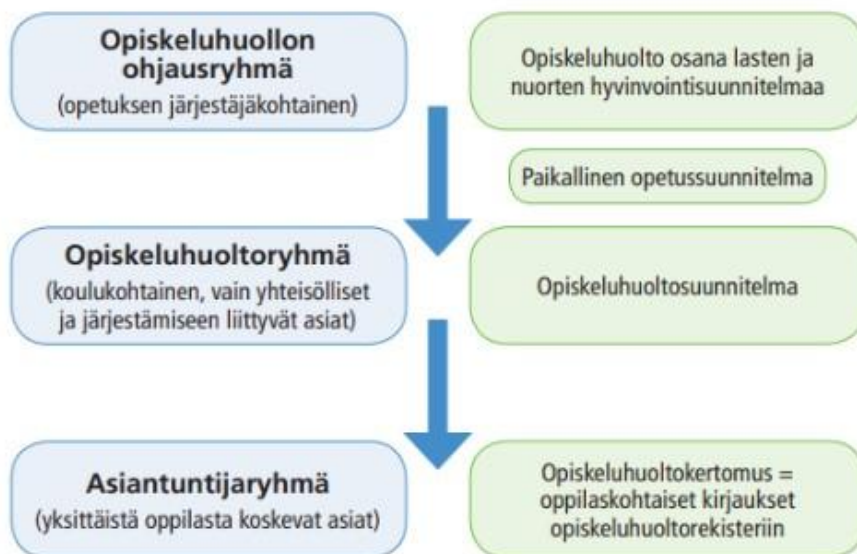 Opiskeluhuollon
ohjausryhmä
(opetuksen järjestäjäkohtainen)
Opiskeluhuolto osana lasten ja
nuorten hyvinvointisuunnitelmaa
Paikallinen opetussuunnitelma
Opiskeluhuoltoryhmä
(koulukohtainen, vain yhteisölliset
ja järjestämiseen liittyvät asiat)
Opiskeluhuoltosuunnitelma
Asiantuntijaryhmä
(yksittäistä oppilasta koskevat asiat)
Opiskeluhuoltokertomus =
oppilaskohtaiset kirjaukset
opiskeluhuoltorekisteriin